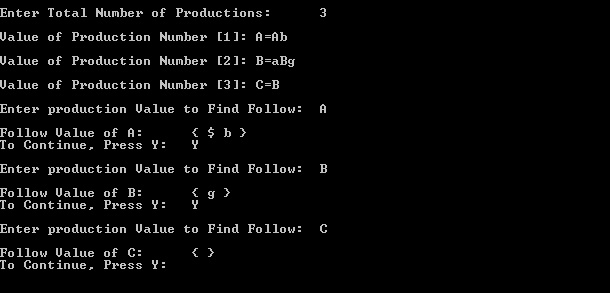 Enter Total Number of Productions: 3
Value of Production Number [1]: A=Ab
Value of Production Number [2]: B=aBg
Value of Production Number [3]: C=B
Enter production Value to Find Follow: A
Follow Value of A: { $ b }
To Continue, Press Y: Y
Enter production Value to Find Follow: B
Follow Value of B: { g }
To Continue, Press Y: Y
Enter production Value to Find Follow: C
Follow Value of C: { }
To Continue, Press Y: